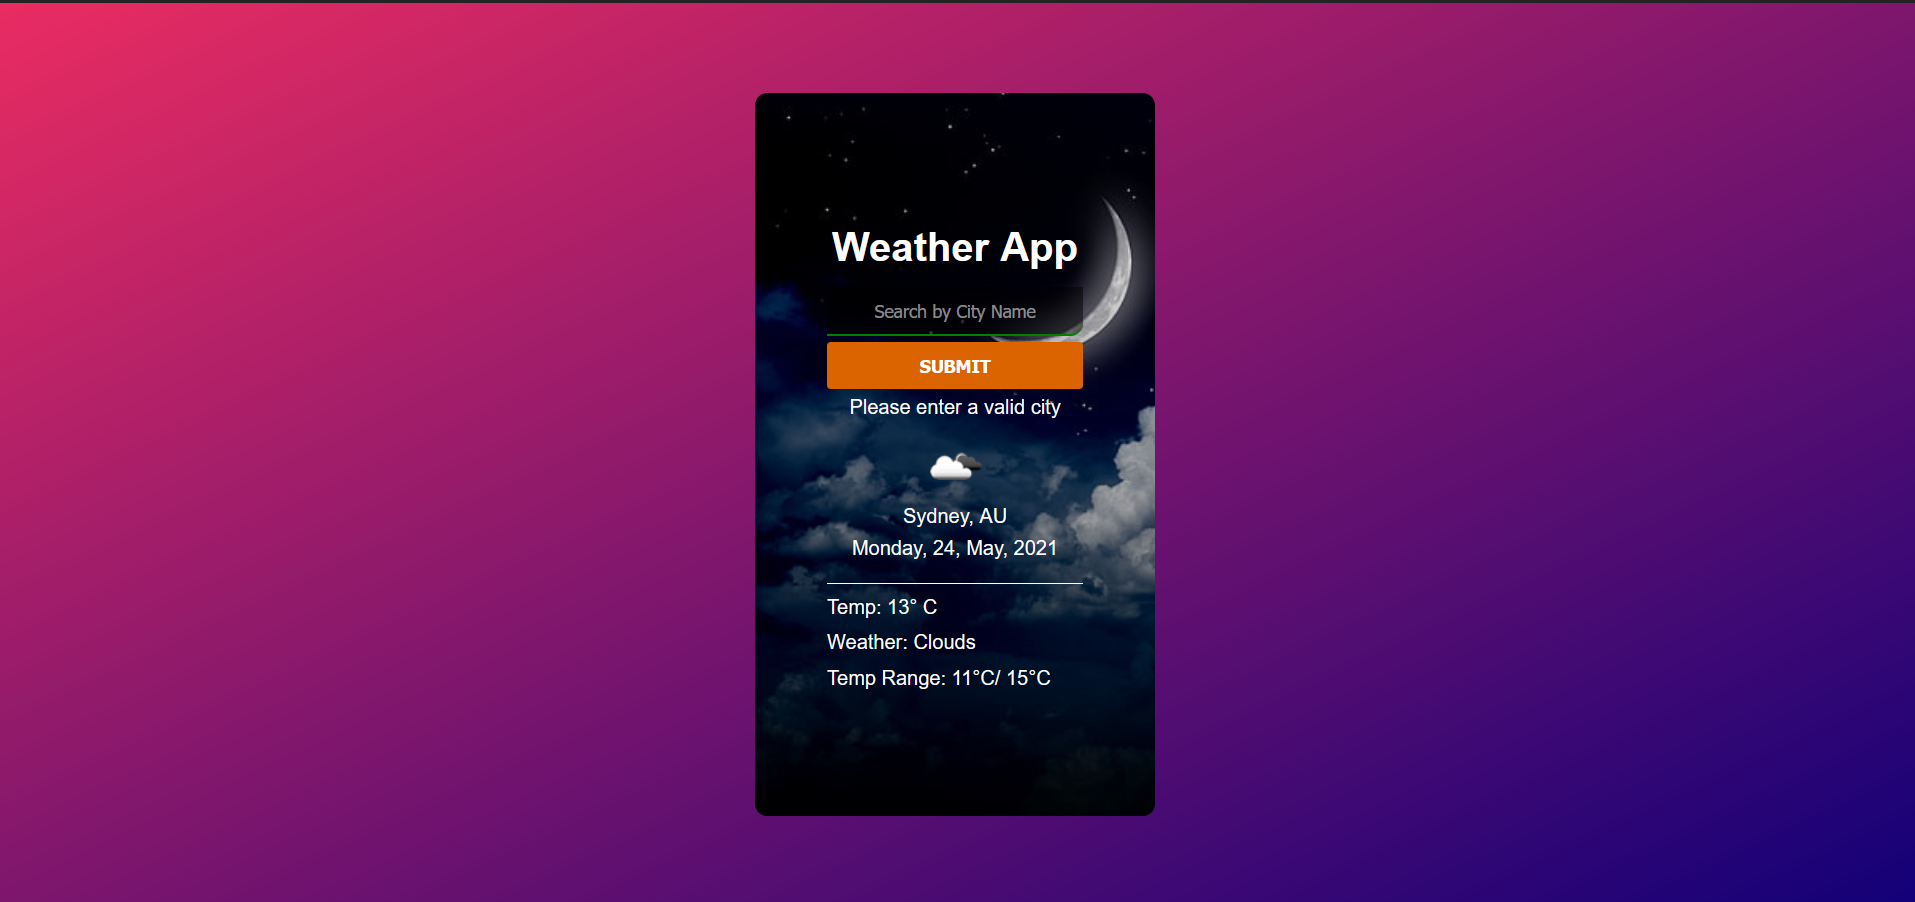 Weather App
Search by City Name
SUBMIT
Please enter a valid city
Sydney, AU
Monday, 24, May, 2021
Temp: 13° C
Weather: Clouds
Temp Range: 11°C/ 15°C